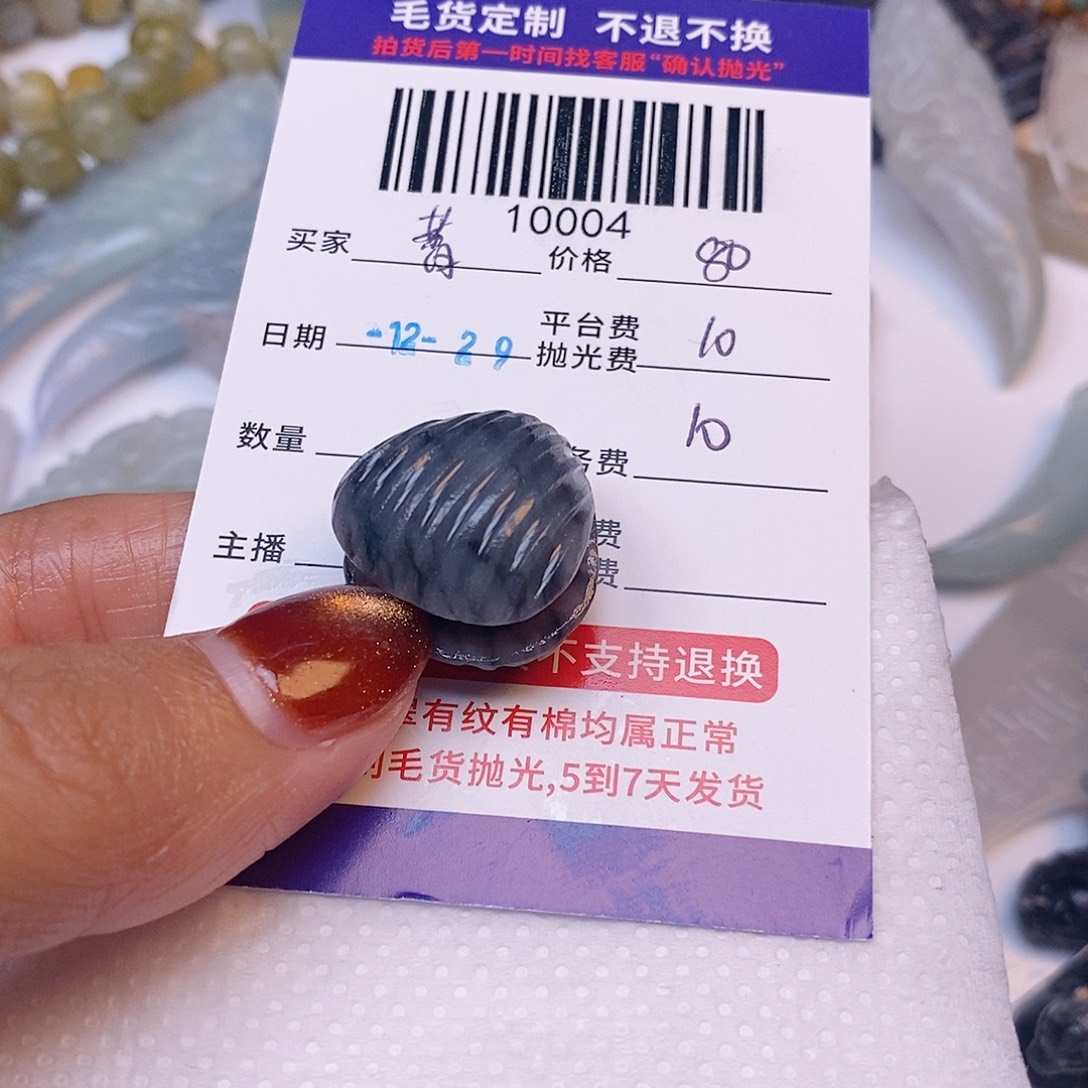 毛货定制 不退不换
拍货后第一时间找客服“确认抛光”
10004
买家 价格 80
日期 -12- 29 平台费 10
抛光费
数量 务费 10
主播 费
费
不支持退换
翠有纹有棉均属正常
制毛货抛光,5到7天发货